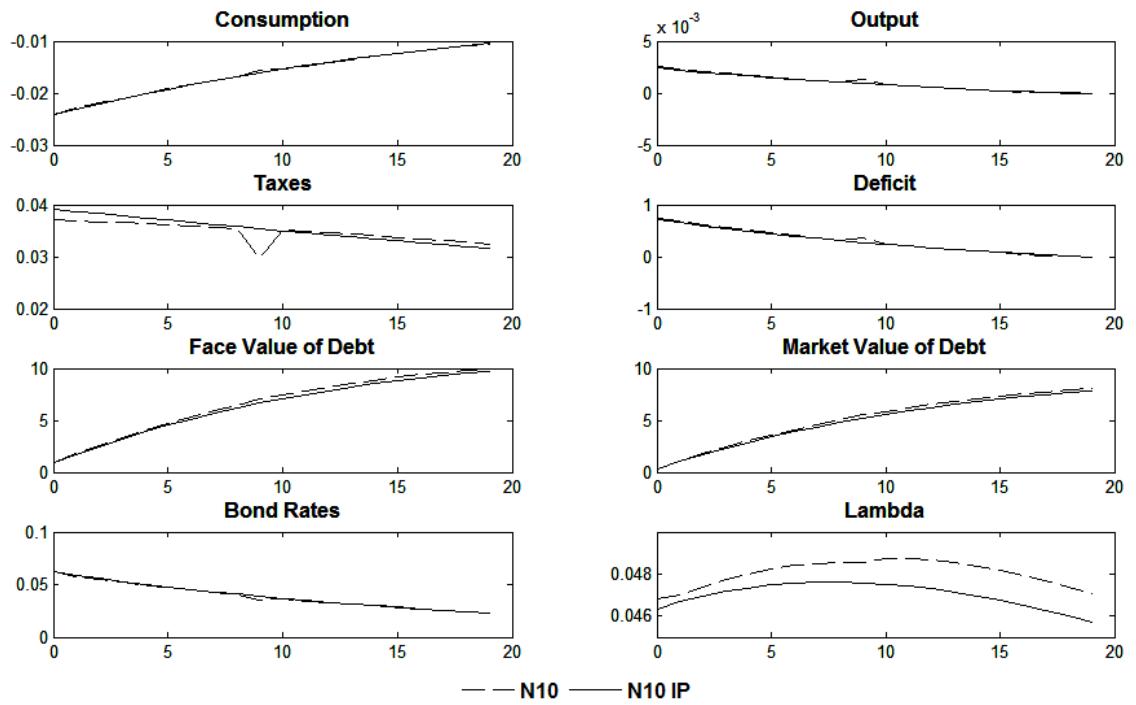 Consumption
-0.01
-0.02
-0.03
0 5 10 15 20
Output
x 10^-3
5
0
-5
0 5 10 15 20
Taxes
0.04
0.03
0.02
0 5 10 15 20
Deficit
1
0
-1
0 5 10 15 20
Face Value of Debt
10
5
0
0 5 10 15 20
Market Value of Debt
10
5
0
0 5 10 15 20
Bond Rates
0.1
0.05
0
0 5 10 15 20
Lambda
0.048
0.046
0 5 10 15 20
N10 N10 IP